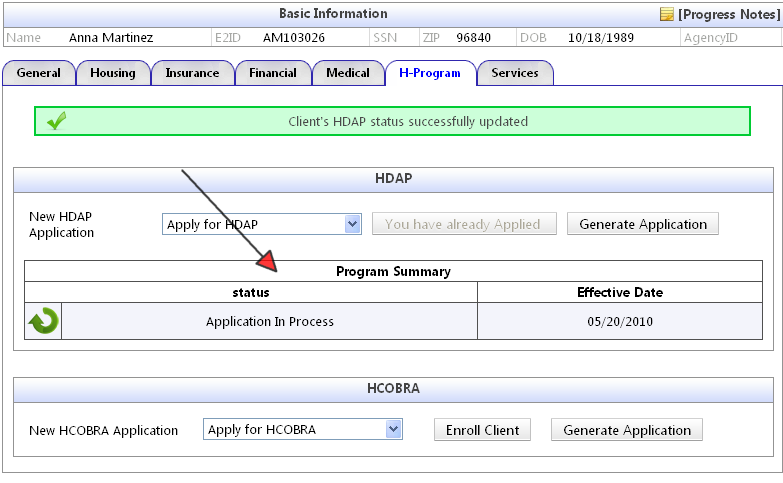 Basic Information [Progress Notes]
Name Anna Martinez E2ID AM103026 SSN ZIP 96840 DOB 10/18/1989 AgencyID
General Housing Insurance Financial Medical H-Program Services
Client's HDAP status successfully updated
HDAP
New HDAP Application Apply for HDAP You have already Applied Generate Application
Program Summary
status Effective Date
Application In Process 05/20/2010
HCOBRA
New HCOBRA Application Apply for HCOBRA Enroll Client Generate Application